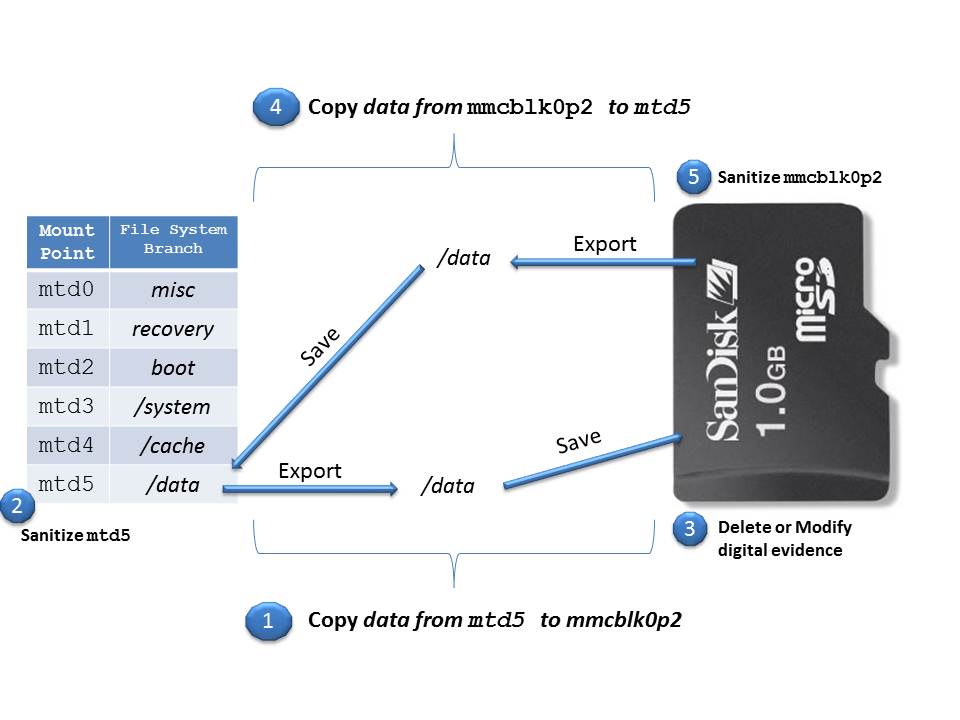 4 Copy data from mmcblk0p2 to mtd5
5 Sanitize mmcblk0p2
Mount Point
File System Branch
mtd0 misc
mtd1 recovery
mtd2 boot
mtd3 /system
mtd4 /cache
mtd5 /data
2
Sanitize mtd5
/data
Export
Save
Export
/data
Save
SanDisk
1.0GB
micro
SD
3 Delete or Modify
digital evidence
1 Copy data from mtd5 to mmcblk0p2